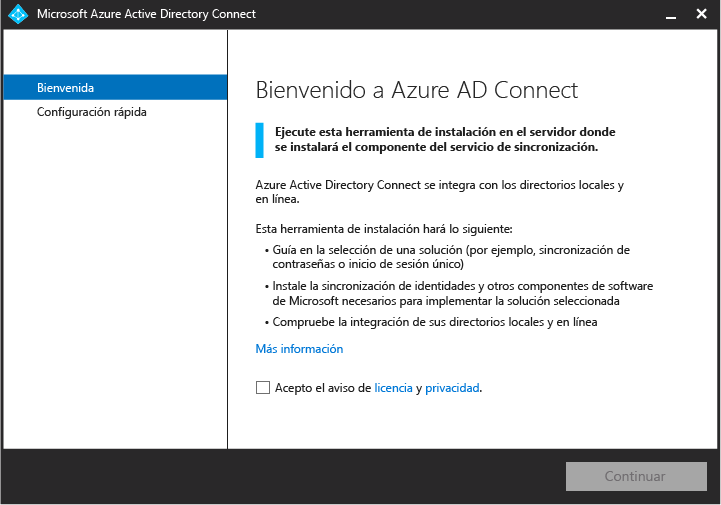 Microsoft Azure Active Directory Connect
Bienvenida
Configuración rápida
Bienvenido a Azure AD Connect
Ejecute esta herramienta de instalación en el servidor donde
se instalará el componente del servicio de sincronización.
Azure Active Directory Connect se integra con los directorios locales y
en línea.
Esta herramienta de instalación hará lo siguiente:
• Guía en la selección de una solución (por ejemplo, sincronización de
contraseñas o inicio de sesión único)
• Instale la sincronización de identidades y otros componentes de software
de Microsoft necesarios para implementar la solución seleccionada
• Compruebe la integración de sus directorios locales y en línea
Más información
Acepto el aviso de licencia y privacidad.
Continuar